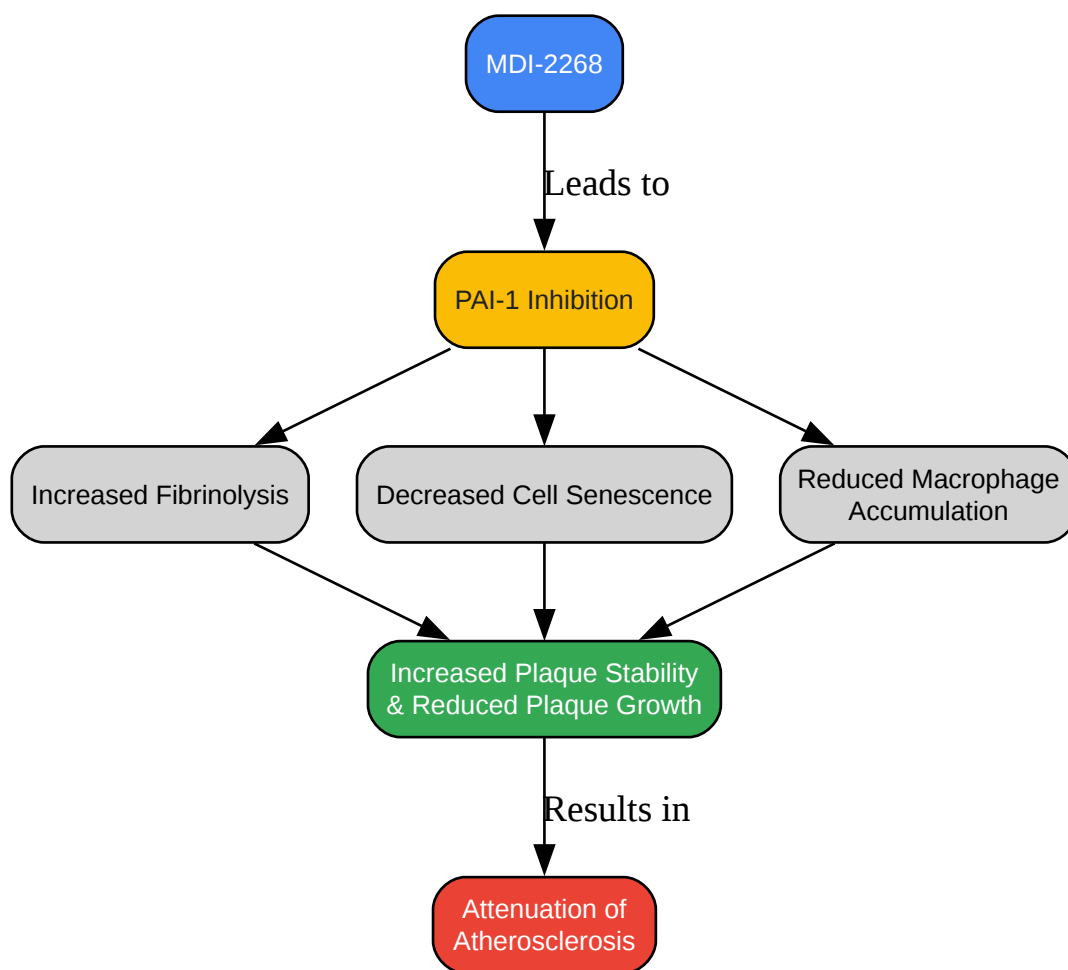 MDI-2268
Leads to
PAI-1 Inhibition
Increased Fibrinolysis
Decreased Cell Senescence
Reduced Macrophage
Accumulation
Increased Plaque Stability
& Reduced Plaque Growth
Results in
Attenuation of
Atherosclerosis